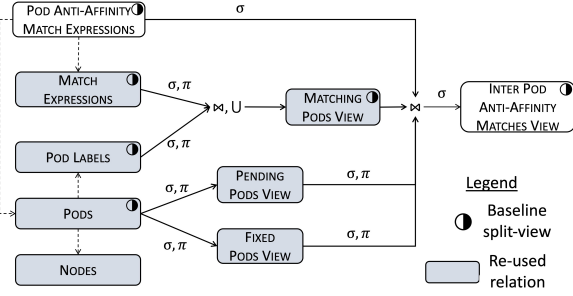 POD ANTI-AFFINITY
MATCH EXPRESSIONS
σ
MATCH
EXPRESSIONS
σ, π
⋈, ∪
MATCHING
PODS VIEW
⋈
σ
INTER POD
ANTI-AFFINITY
MATCHES VIEW
POD LABELS
σ, π
PODS
σ, π
PENDING
PODS VIEW
σ, π
σ, π
FIXED
PODS VIEW
σ, π
NODES
Legend
Baseline
split-view
Re-used
relation